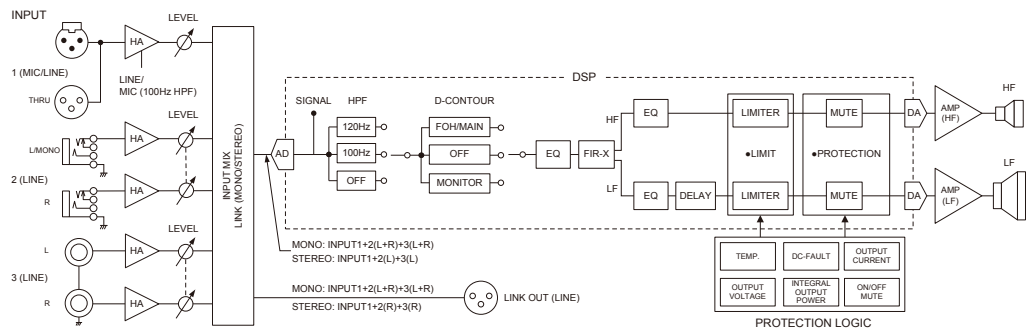 INPUT
1 (MIC/LINE)
THRU
HA
LEVEL
LINE/
MIC (100Hz HPF)
L/MONO
2 (LINE)
R
HA
HA
LEVEL
L
3 (LINE)
R
HA
HA
LEVEL
INPUT MIX
LINK (MONO/STEREO)
MONO: INPUT1+2(L+R)+3(L+R)
STEREO: INPUT1+2(L)+3(L)
MONO: INPUT1+2(L+R)+3(L+R)
STEREO: INPUT1+2(R)+3(R)
LINK OUT (LINE)
DSP
AD
SIGNAL
HPF
120Hz
100Hz
OFF
D-CONTOUR
FOH/MAIN
OFF
MONITOR
EQ
FIR-X
HF
EQ
LIMITER
MUTE
DA
AMP
(HF)
HF
●LIMIT
●PROTECTION
LF
EQ
DELAY
LIMITER
MUTE
DA
AMP
(LF)
LF
TEMP.
DC-FAULT
OUTPUT
CURRENT
OUTPUT
VOLTAGE
INTEGRAL
OUTPUT
POWER
ON/OFF
MUTE
PROTECTION LOGIC